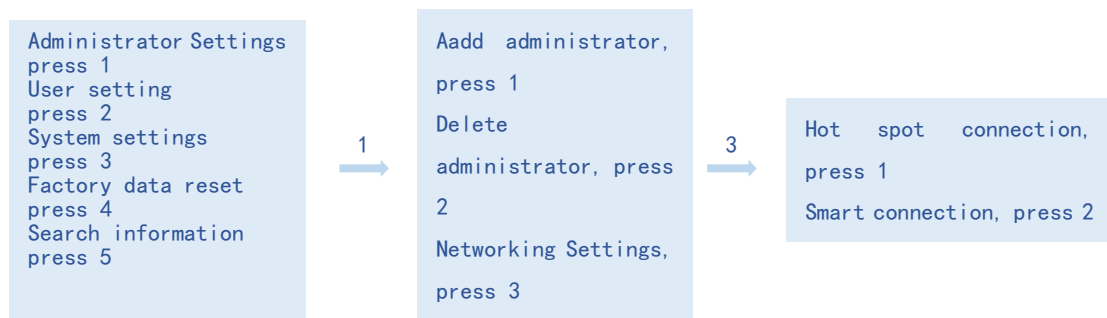 Administrator Settings
press 1
User setting
press 2
System settings
press 3
Factory data reset
press 4
Search information
press 5
1
Aadd administrator,
press 1
Delete
administrator, press
2
Networking Settings,
press 3
3
Hot spot connection,
press 1
Smart connection, press 2